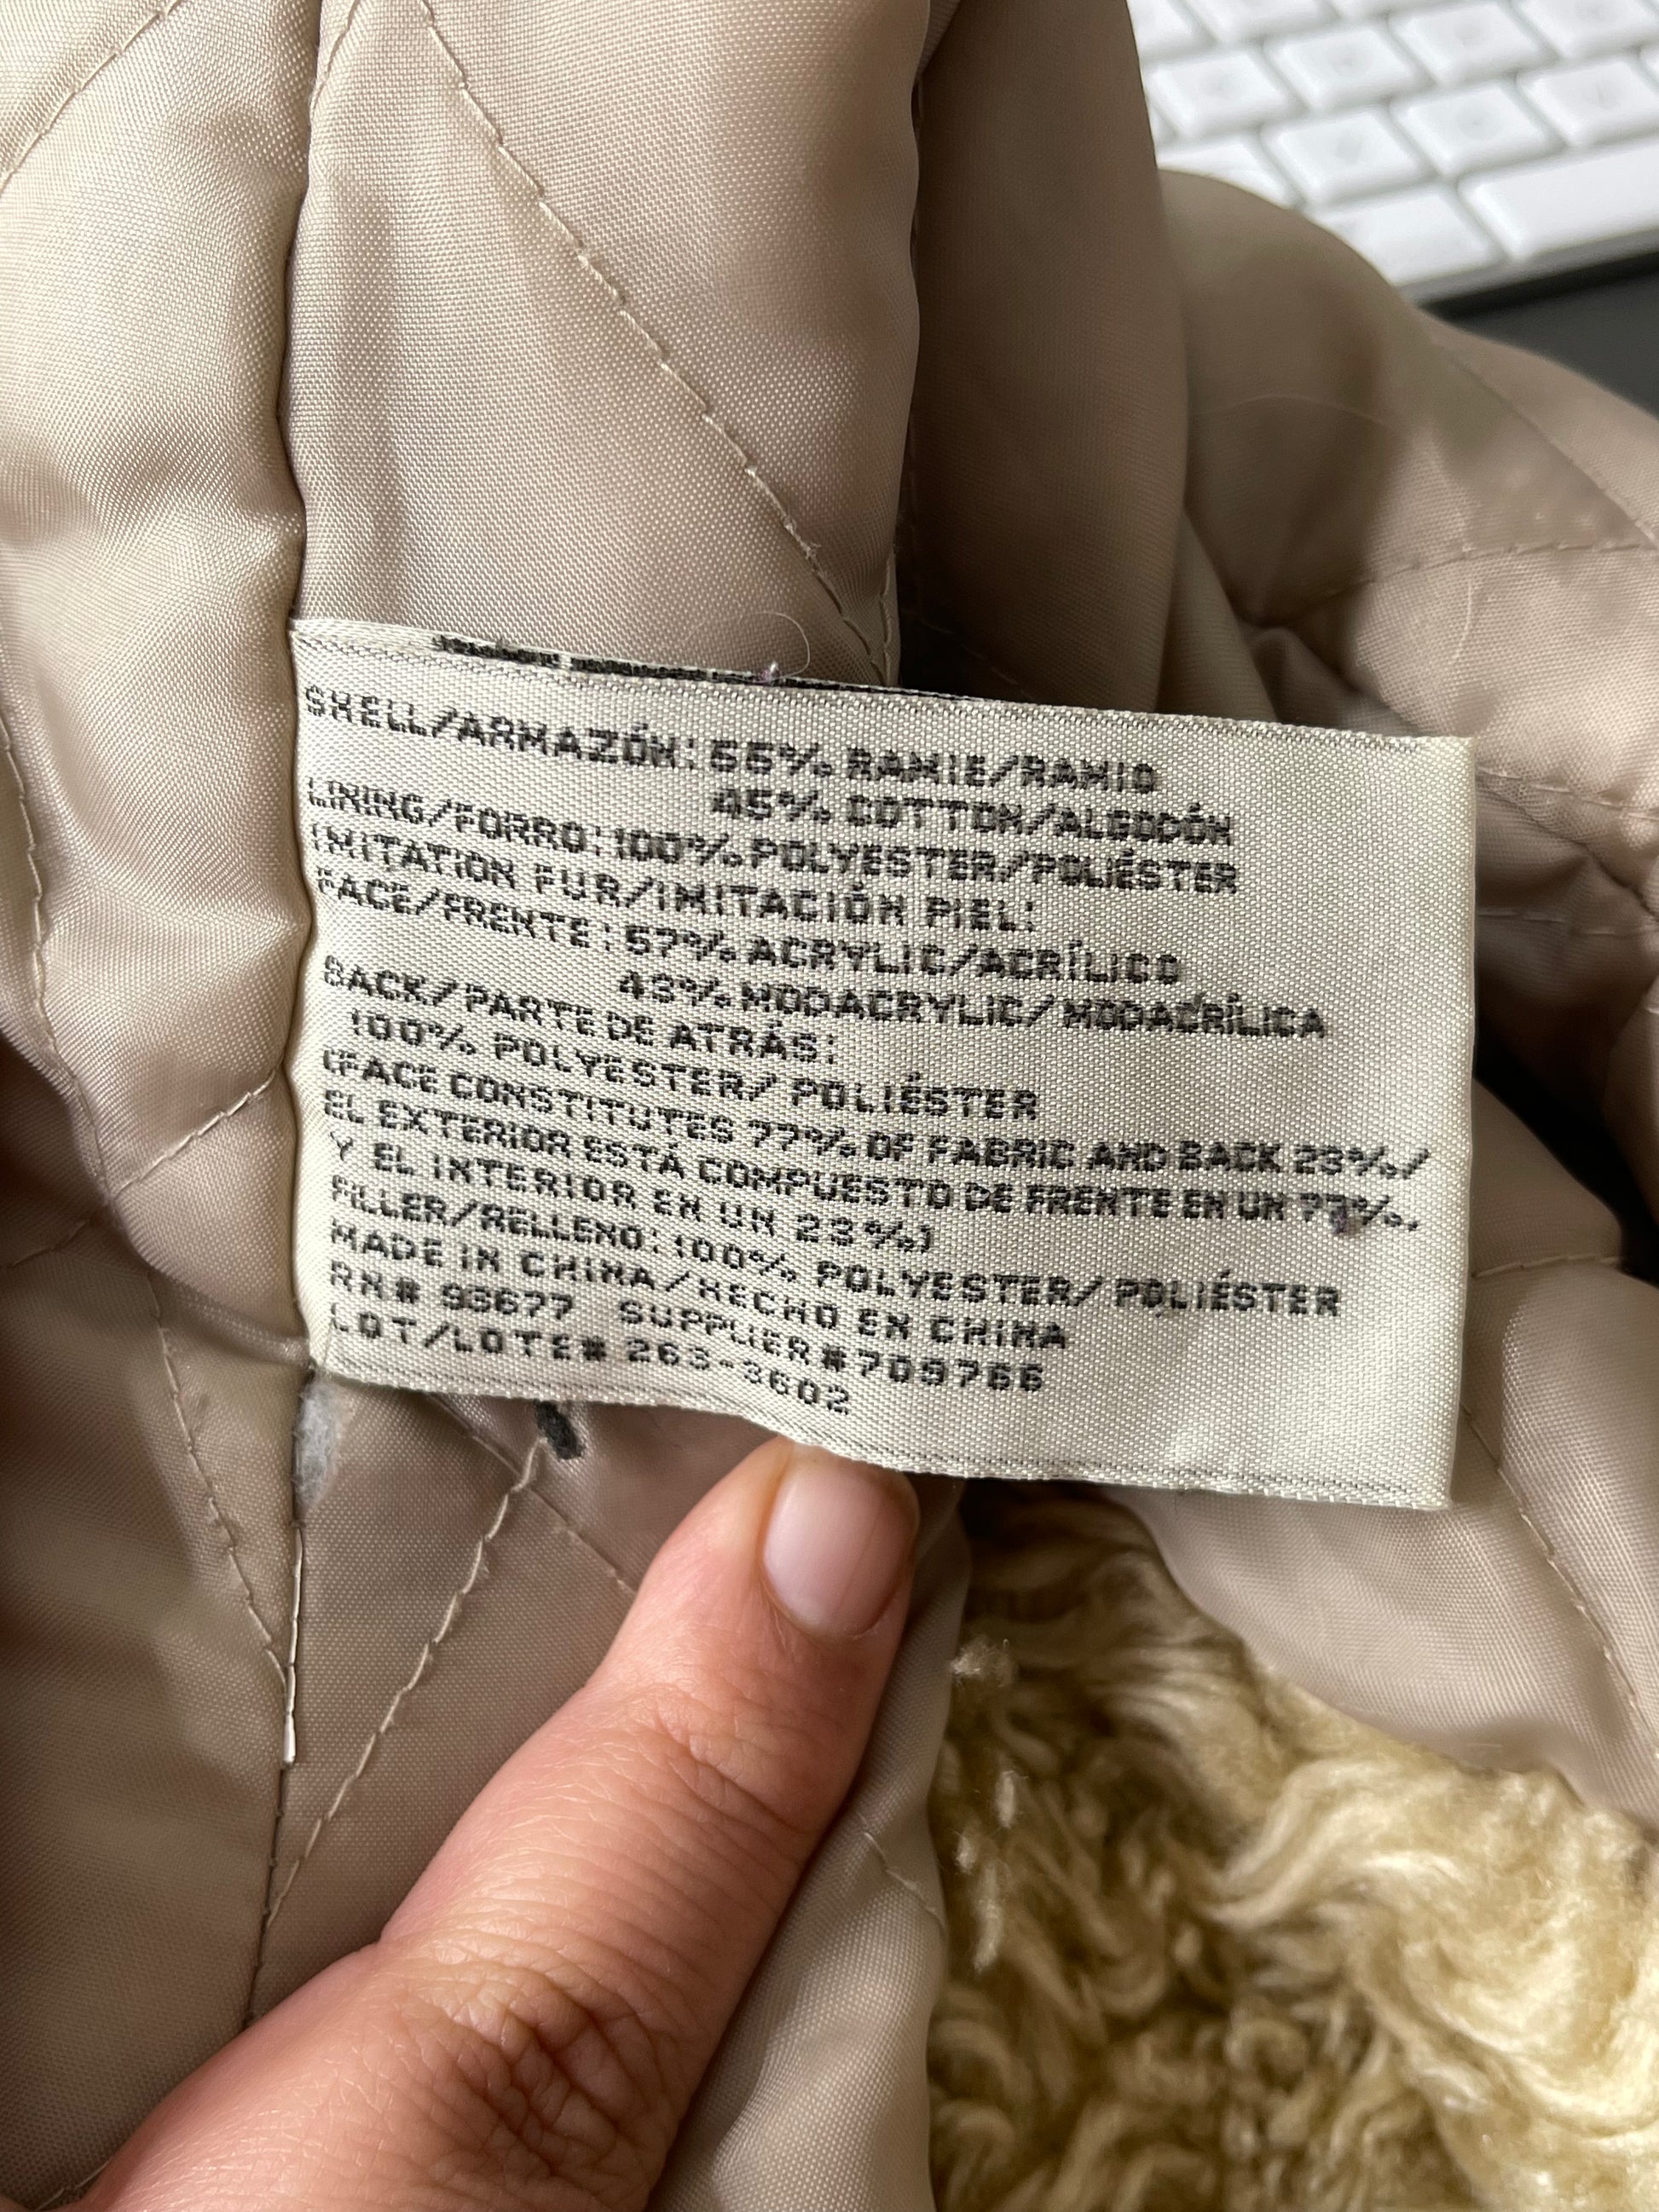 SHELL/ARMAZÓN: 55% RAMIE/RAMIO
45% COTTON/ALGODÓN
LINING/FORRO: 100% POLYESTER/POLIÉSTER
IMITATION FUR/IMITACIÓN PIEL:
FACE/FRENTE: 57% ACRYLIC/ACRÍLICO
43% MODACRYLIC/ MODACRÍLICA
BACK/PARTE DE ATRÁS:
100% POLYESTER/ POLIÉSTER
(FACE CONSTITUTES 77% OF FABRIC AND BACK 23%/
EL EXTERIOR ESTÁ COMPUESTO DE FRENTE EN UN 77%.
Y EL INTERIOR EN UN 23%)
FILLER/RELLENO: 100% POLYESTER/ POLIÉSTER
MADE IN CHINA/HECHO EN CHINA
RN# 93677 SUPPLIER#709766
LOT/LOTE# 263-3602